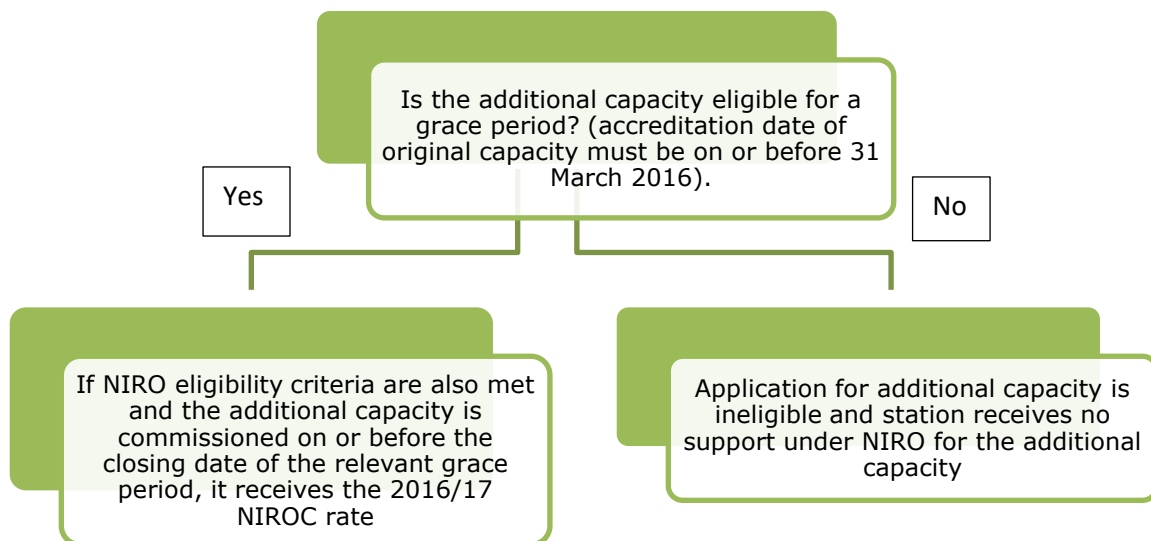 Is the additional capacity eligible for a
grace period? (accreditation date of
original capacity must be on or before 31
March 2016).
Yes
No
If NIRO eligibility criteria are also met
and the additional capacity is
commissioned on or before the
closing date of the relevant grace
period, it receives the 2016/17
NIROC rate
Application for additional capacity is
ineligible and station receives no
support under NIRO for the additional
capacity